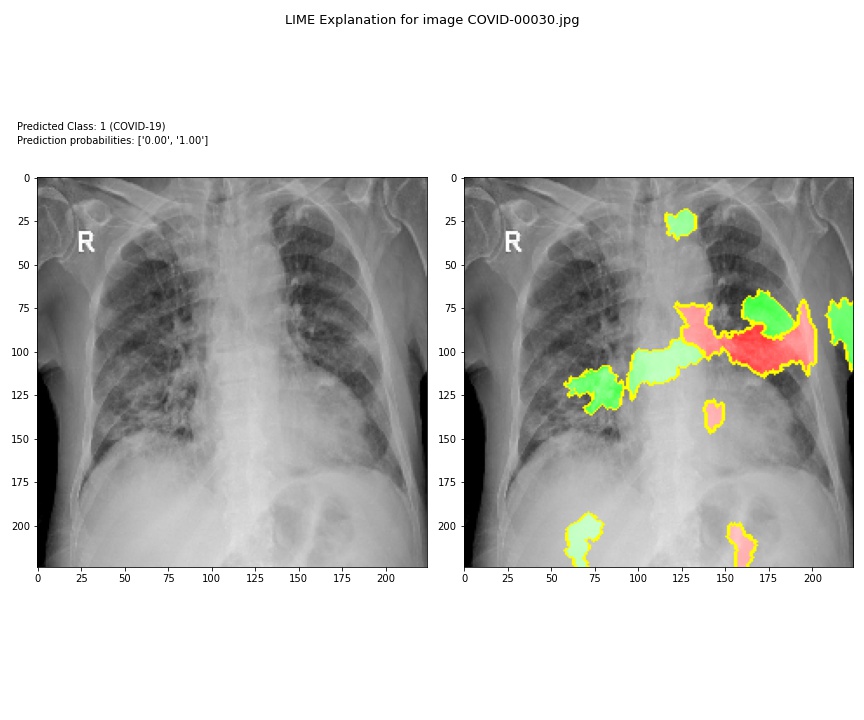 LIME Explanation for image COVID-00030.jpg
Predicted Class: 1 (COVID-19)
Prediction probabilities: ['0.00', '1.00']
0
25
50
75
100
125
150
175
200
0 25 50 75 100 125 150 175 200
R
0
25
50
75
100
125
150
175
200
0 25 50 75 100 125 150 175 200
R